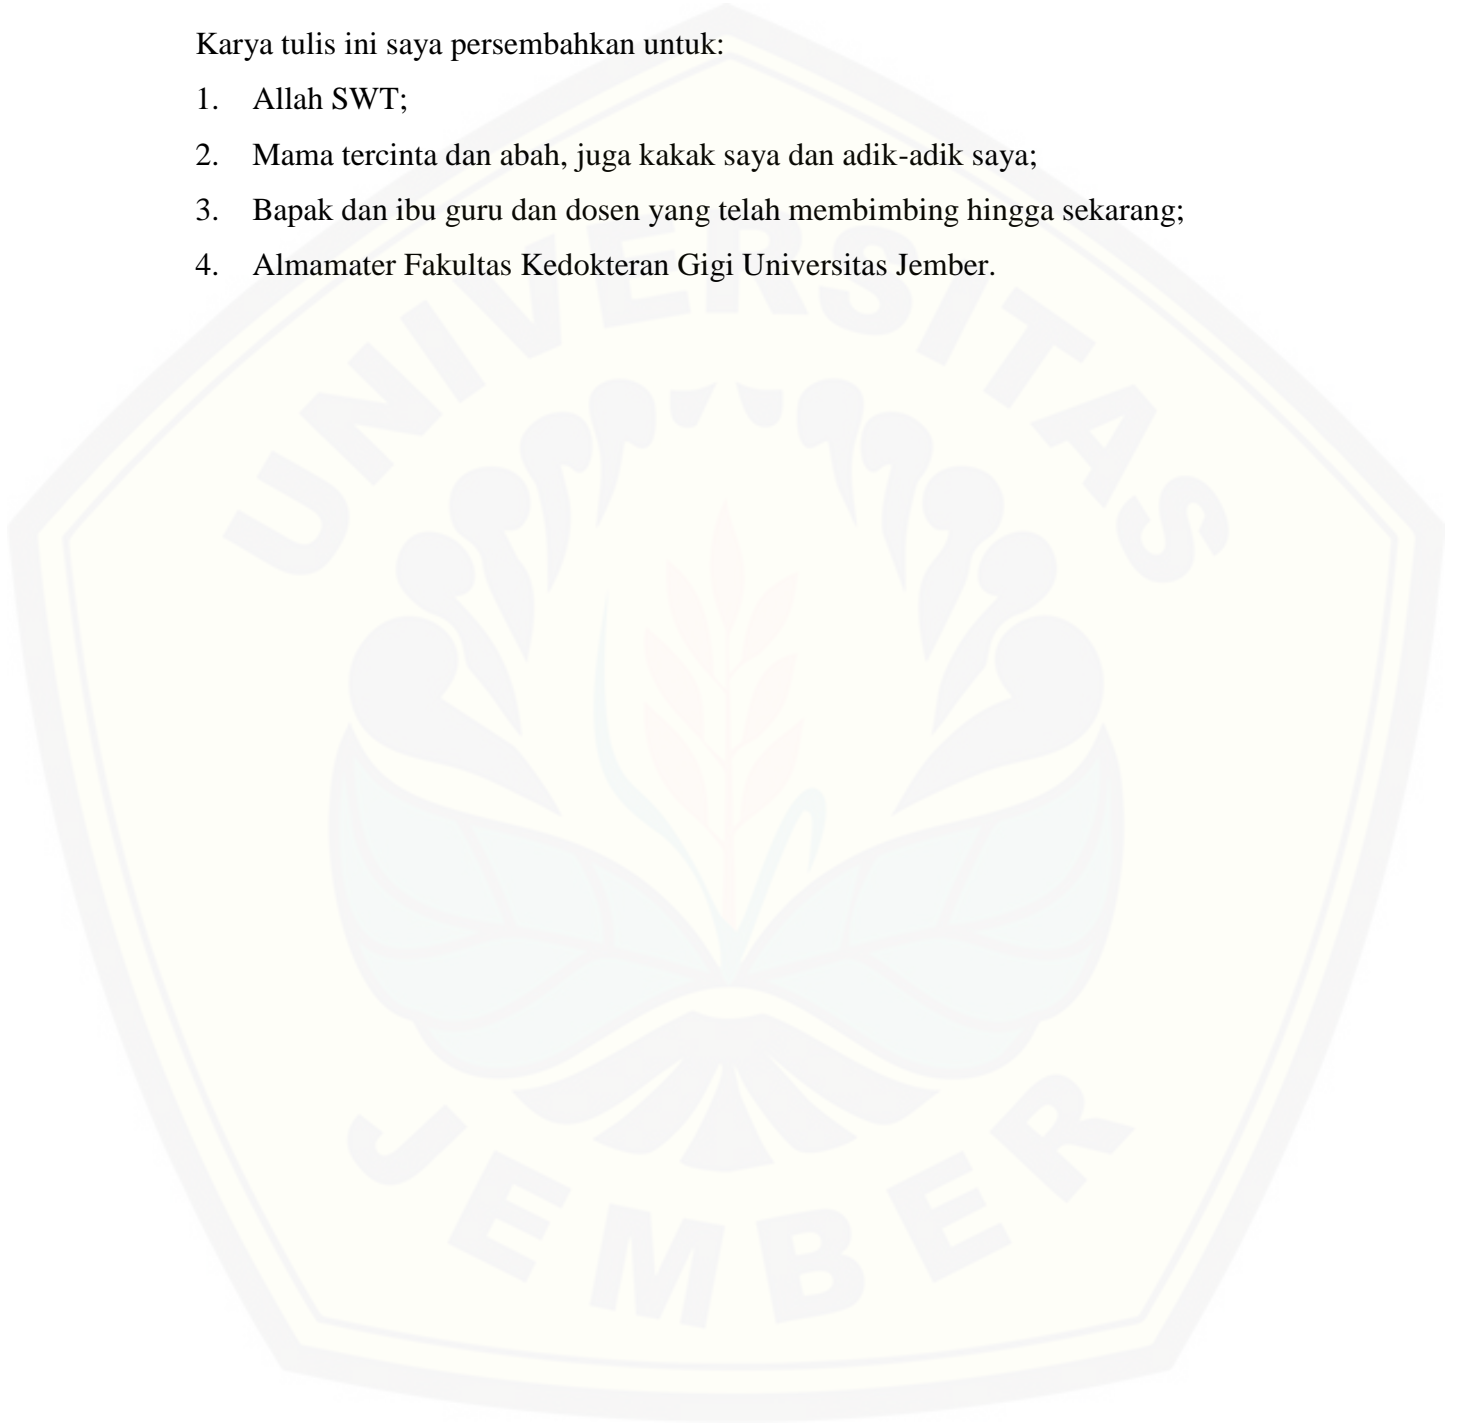 Karya tulis ini saya persembahkan untuk:
1. Allah SWT;
2. Mama tercinta dan abah, juga kakak saya dan adik-adik saya;
3. Bapak dan ibu guru dan dosen yang telah membimbing hingga sekarang;
4. Almamater Fakultas Kedokteran Gigi Universitas Jember.
UNIVERSITAS
JEMBER